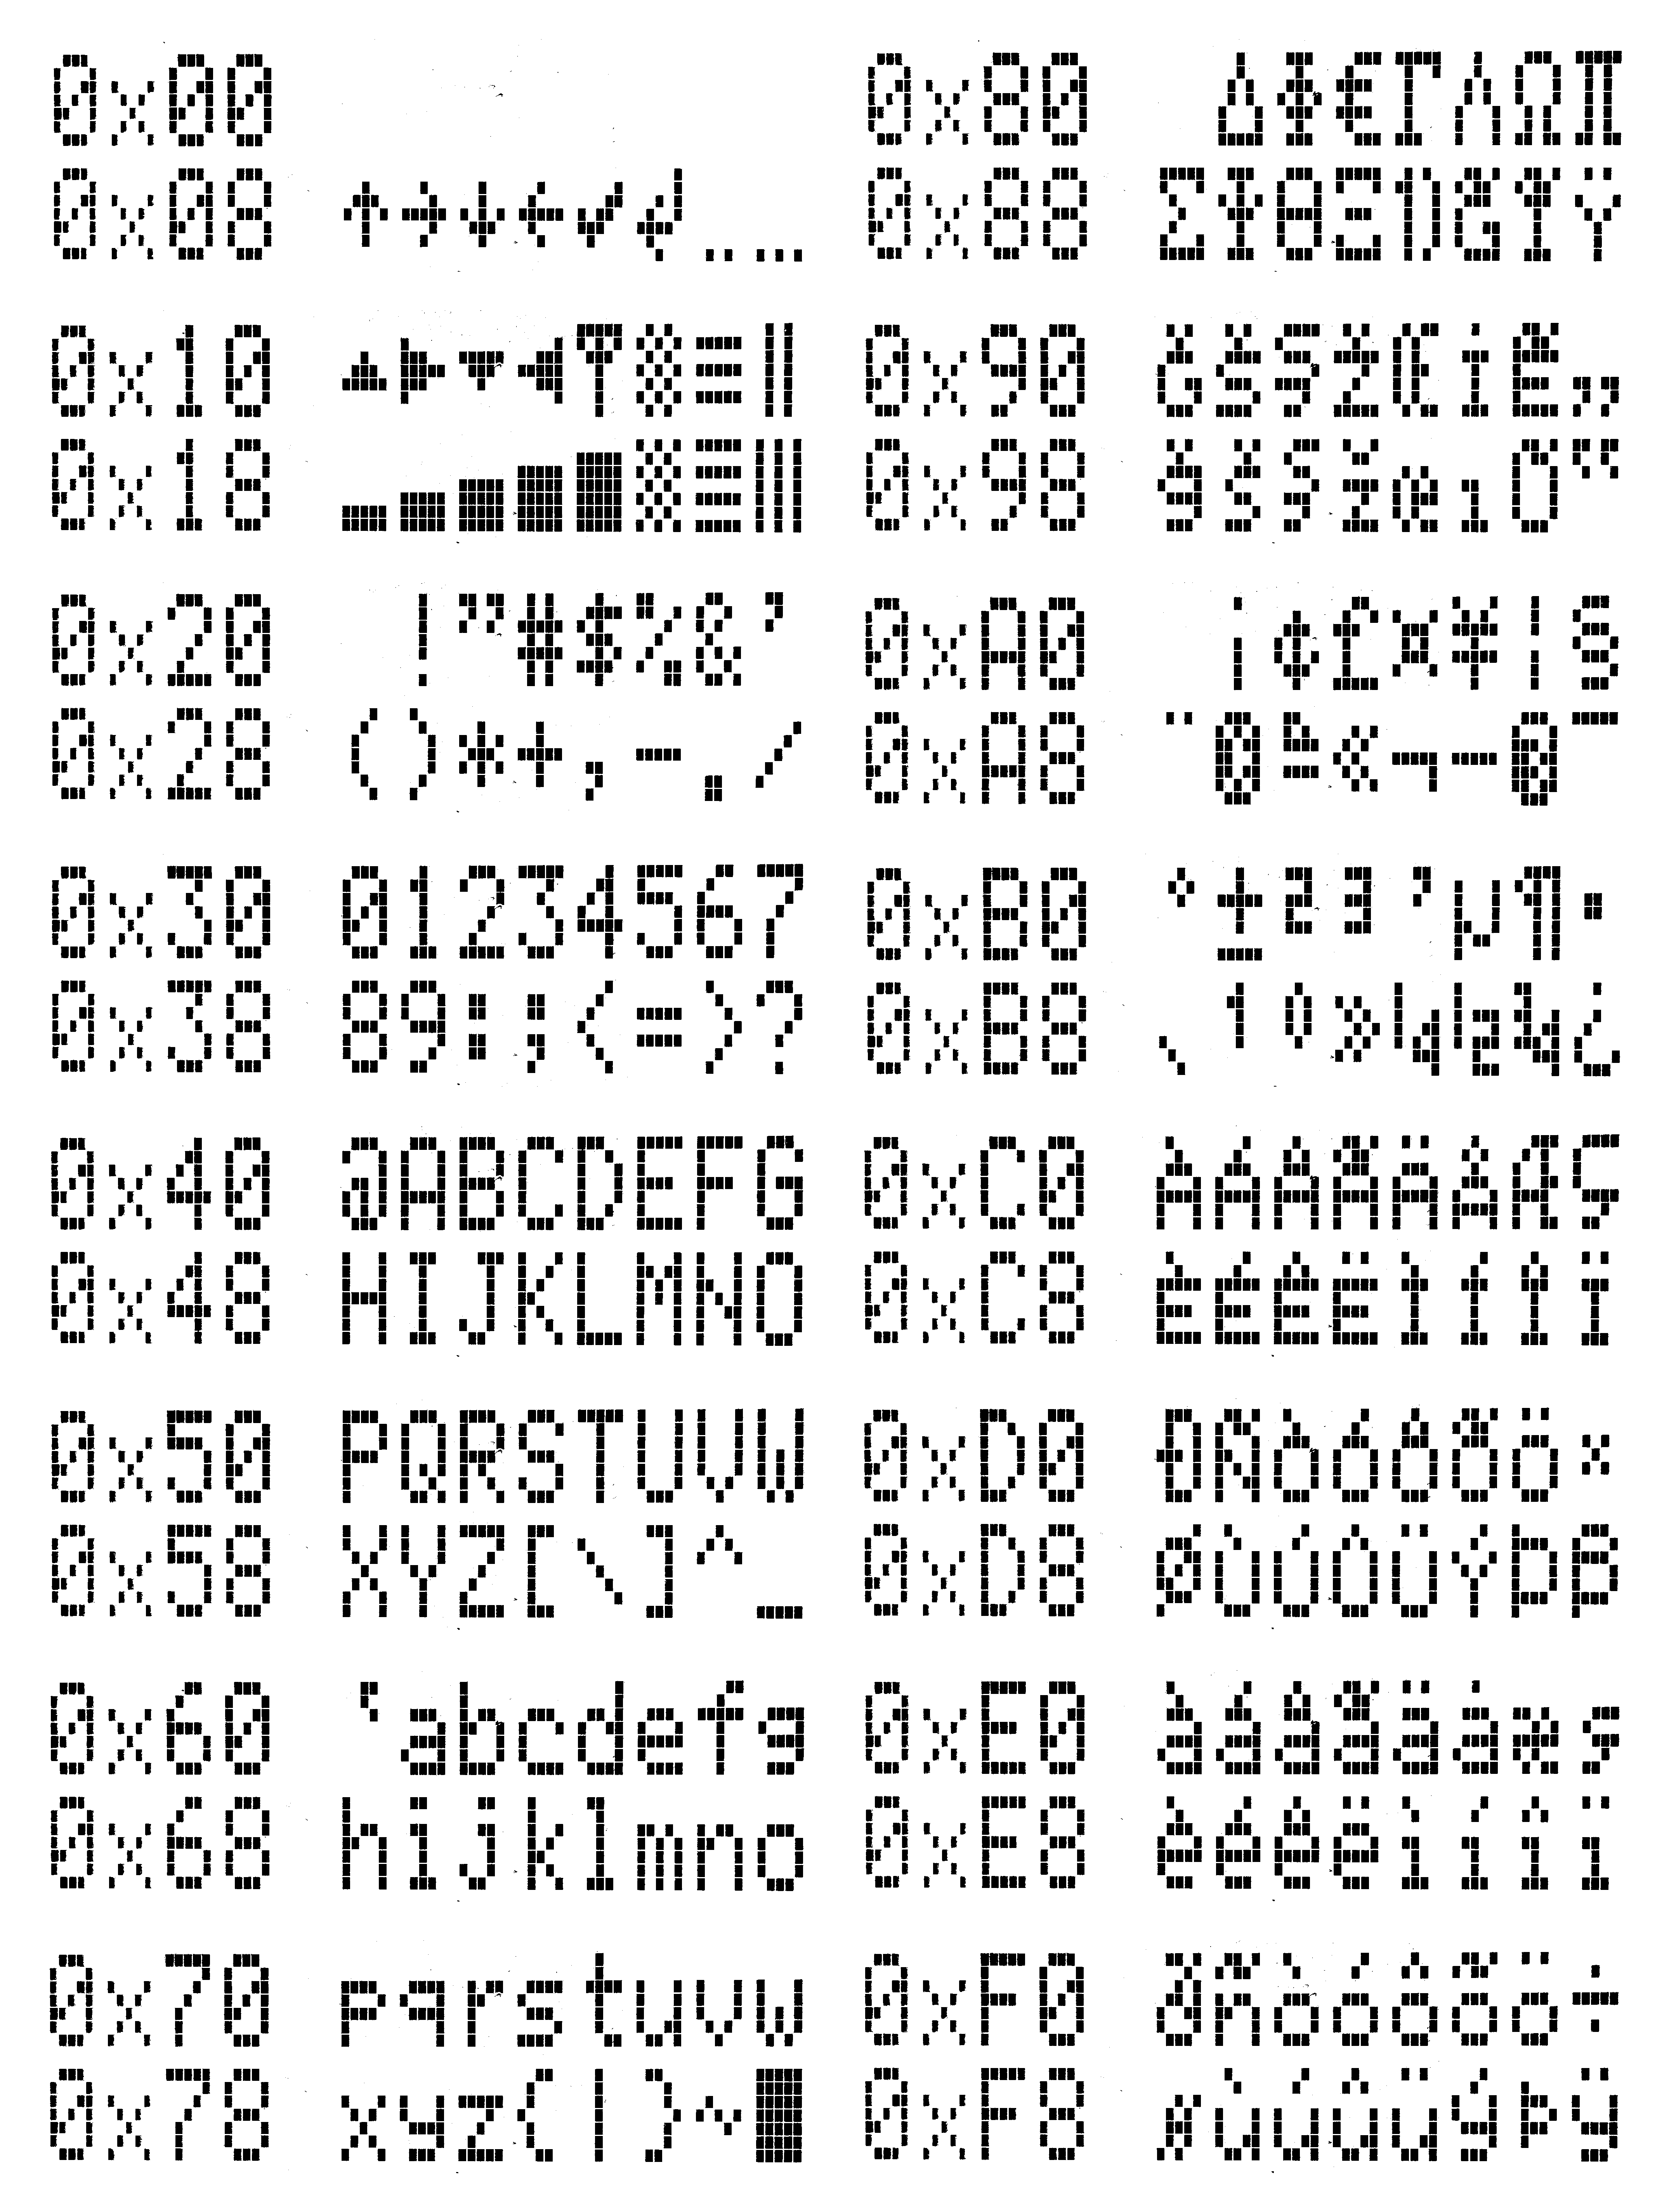 0x00
0x08 ↑→↓←✓↲‥…
0x10 ▲▶▼◀
0x18 ▂▃▅▆▇
0x20 !"#$%&'
0x28 ()*+,-./
0x30 01234567
0x38 89:;<=>?
0x40 @ABCDEFG
0x48 HIJKLMNO
0x50 PQRSTUVW
0x58 XYZ[\]^_
0x60 `abcdefg
0x68 hijklmno
0x70 pqrstuvw
0x78 xyz{|}~
0x80 ΔΦ€ΓΛΩΠ
0x88 ΣΨΘΞ Ÿ
0x90 ĠŠŞŽŒİ „
0x98 ġšşžœı “
0xA0 ¡¢£¤¥¦§
0xA8 ¨©ª«¬-®¯
0xB0 °±²³´µ¶·
0xB8 ¸¹º»¼½¾¿
0xC0 ÀÁÂÃÄÅÆÇ
0xC8 ÈÉÊËÌÍÎÏ
0xD0 ÐÑÒÓÔÕÖ×
0xD8 ØÙÚÛÜÝÞß
0xE0 àáâãäåæç
0xE8 èéêëìíîï
0xF0 ðñòóôõö÷
0xF8 øùúûüýþÿ